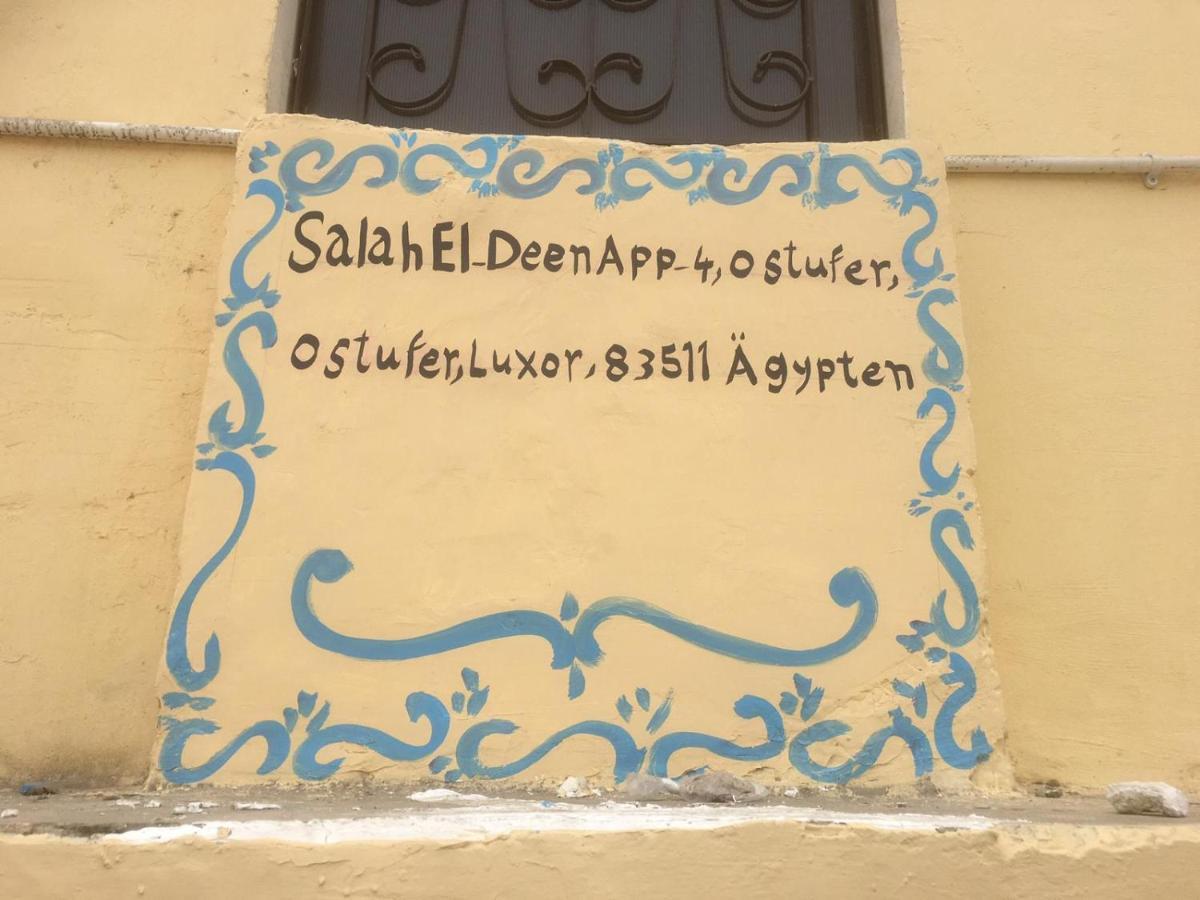 Salah El-Deen App-4, Ostufer,
Ostufer, Luxor, 83511 Ägypten